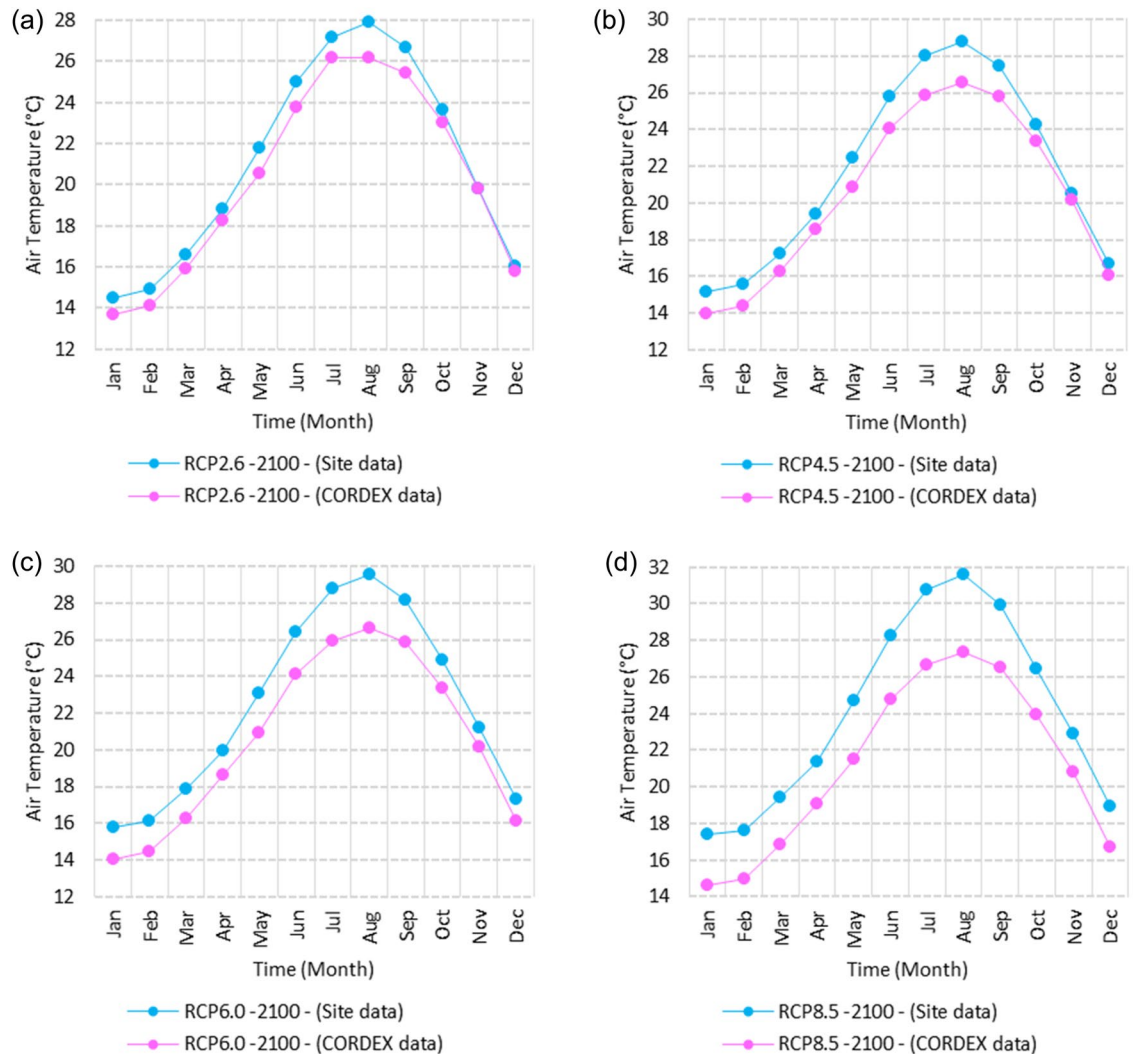 (a)
28
26
24
22
20
18
16
14
12
Air Temperature (°C)
Jan Feb Mar Apr May Jun Jul Aug Sep Oct Nov Dec
Time (Month)
RCP2.6 -2100 - (Site data)
RCP2.6 -2100 - (CORDEX data)
(b)
30
28
26
24
22
20
18
16
14
12
Air Temperature (°C)
Jan Feb Mar Apr May Jun Jul Aug Sep Oct Nov Dec
Time (Month)
RCP4.5 -2100 - (Site data)
RCP4.5 -2100 - (CORDEX data)
(c)
30
28
26
24
22
20
18
16
14
12
Air Temperature (°C)
Jan Feb Mar Apr May Jun Jul Aug Sep Oct Nov Dec
Time (Month)
RCP6.0 -2100 - (Site data)
RCP6.0 -2100 - (CORDEX data)
(d)
32
30
28
26
24
22
20
18
16
14
Air Temperature (°C)
Jan Feb Mar Apr May Jun Jul Aug Sep Oct Nov Dec
Time (Month)
RCP8.5 -2100 - (Site data)
RCP8.5 -2100 - (CORDEX data)